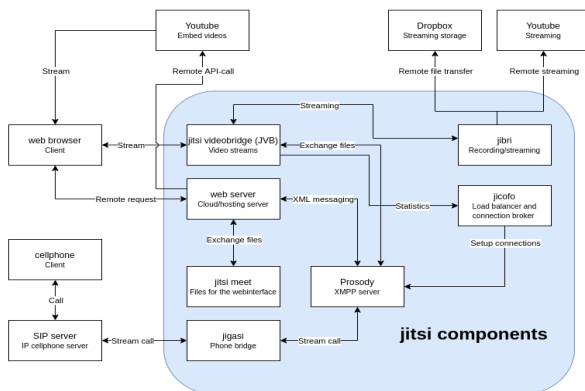 Youtube
Embed videos
Dropbox
Streaming storage
Youtube
Streaming
Stream
Remote API-call
Remote file transfer
Remote streaming
Streaming
web browser
Client
Stream
jitsi videobridge (JVB)
Video streams
Exchange files
jibri
Recording/streaming
Remote request
web server
Cloud/hosting server
XML messaging
Statistics
jicofo
Load balancer and
connection broker
Exchange files
Setup connections
cellphone
Client
jitsi meet
Files for the webinterface
Prosody
XMPP server
Call
SIP server
IP cellphone server
Stream call
jigasi
Phone bridge
Stream call
jitsi components